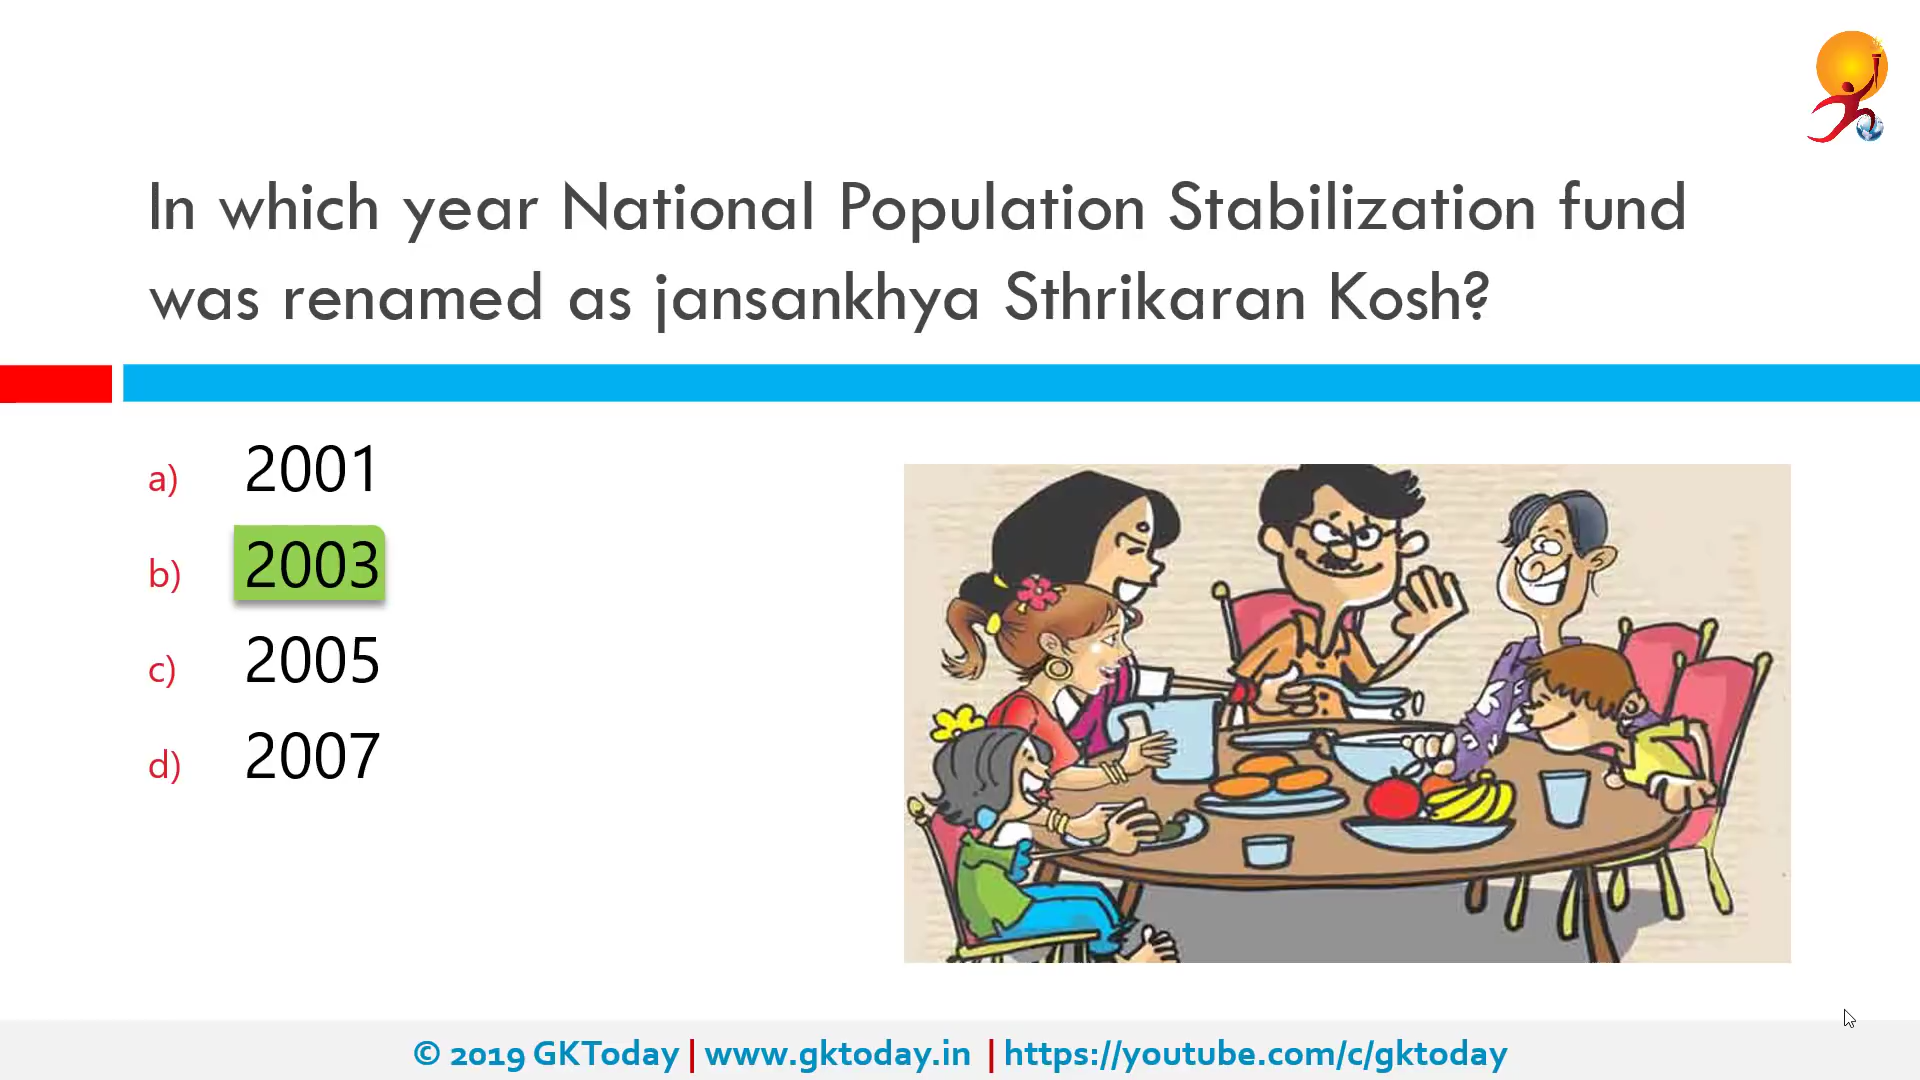 In which year National Population Stabilization fund
was renamed as jansankhya Sthrikaran Kosh?
a) 2001
b) 2003
c) 2005
d) 2007
© 2019 GKToday | www.gktoday.in | https://youtube.com/c/gktoday